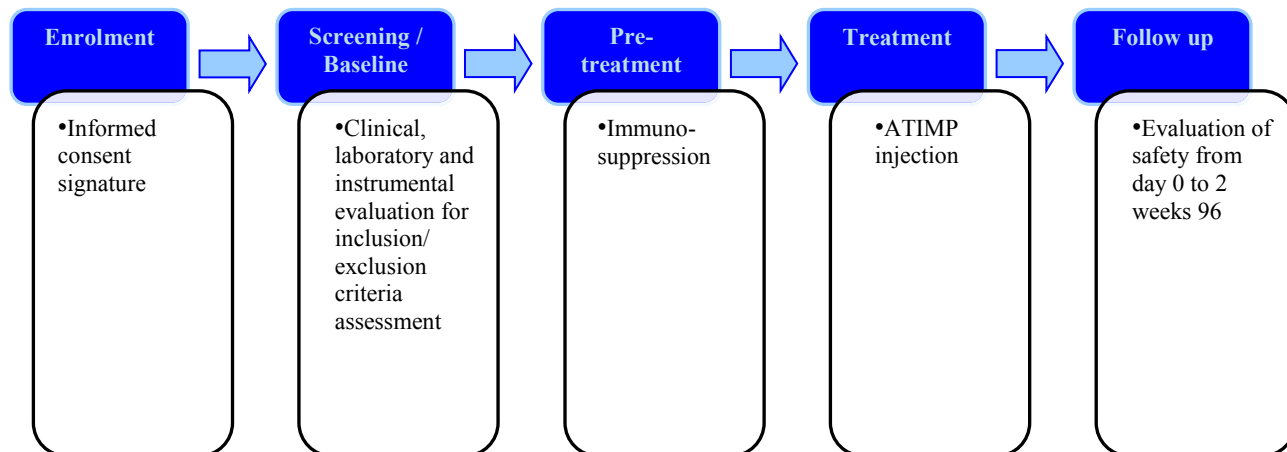 Enrolment
•Informed
consent
signature
Screening /
Baseline
•Clinical,
laboratory and
instrumental
evaluation for
inclusion/
exclusion
criteria
assessment
Pre-
treatment
•Immuno-
suppression
Treatment
•ATIMP
injection
Follow up
•Evaluation of
safety from
day 0 to 2
weeks 96